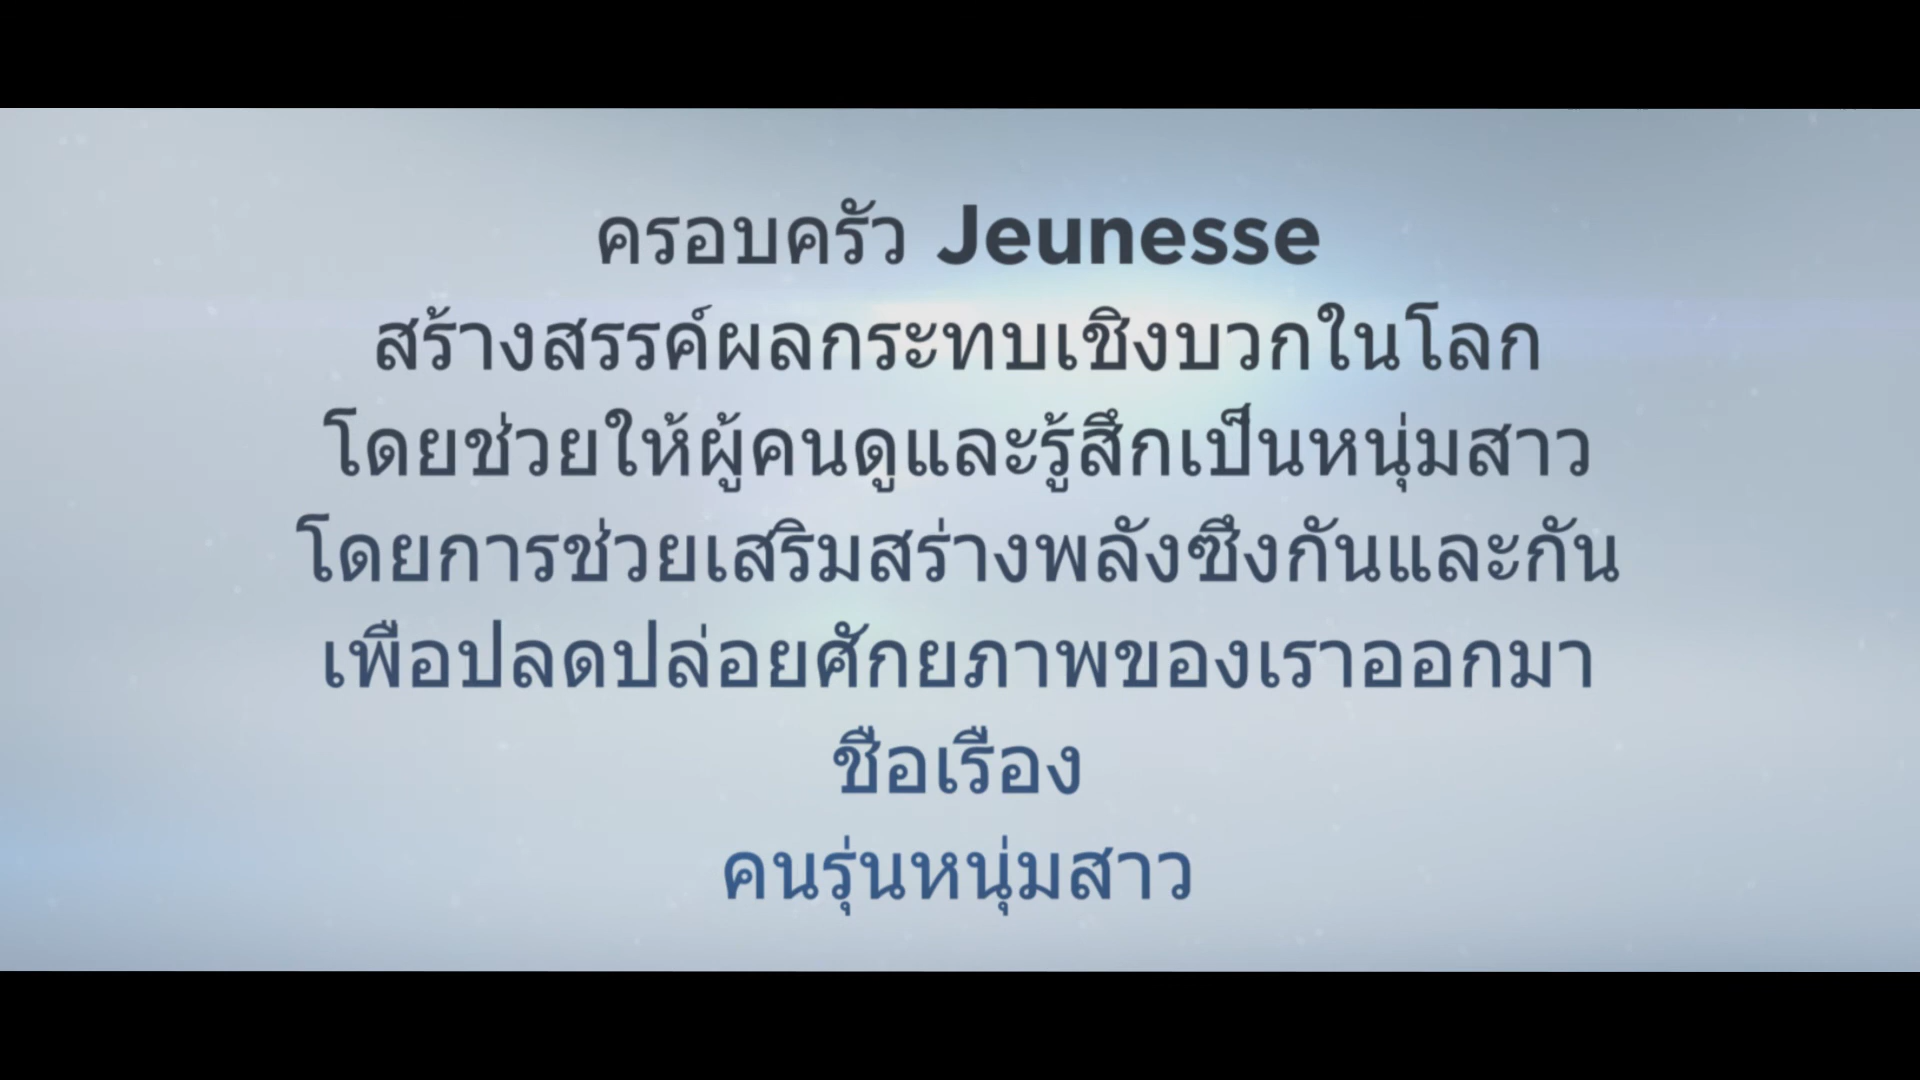 ครอบครัว Jeunesse
สร้างสรรค์ผลกระทบเชิงบวกในโลก
โดยช่วยให้ผู้คนดูและรู้สึกเป็นหนุ่มสาว
โดยการช่วยเสริมสร่างพลังซึงกันและกัน
เพือปลดปล่อยศักยภาพของเราออกมา
ชือเรือง
คนรุ่นหนุ่มสาว